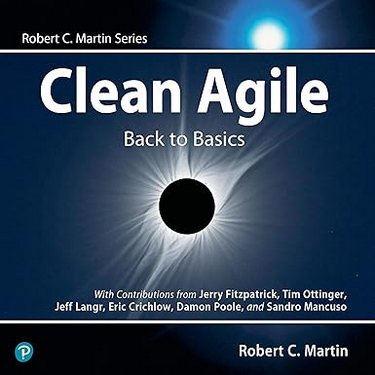 Robert C. Martin Series
Clean Agile
Back to Basics
With Contributions from Jerry Fitzpatrick, Tim Ottinger,
Jeff Langr, Eric Crichlow, Damon Poole, and Sandro Mancuso
P
Robert C. Martin